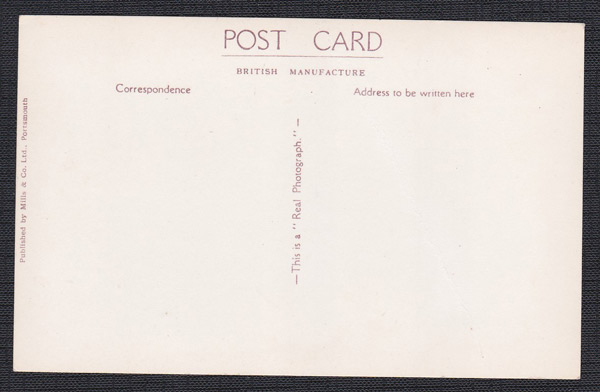 POST CARD
BRITISH MANUFACTURE
Correspondence
Address to be written here
—This is a "Real Photograph."—
Published by Mills & Co. Ltd., Portsmouth